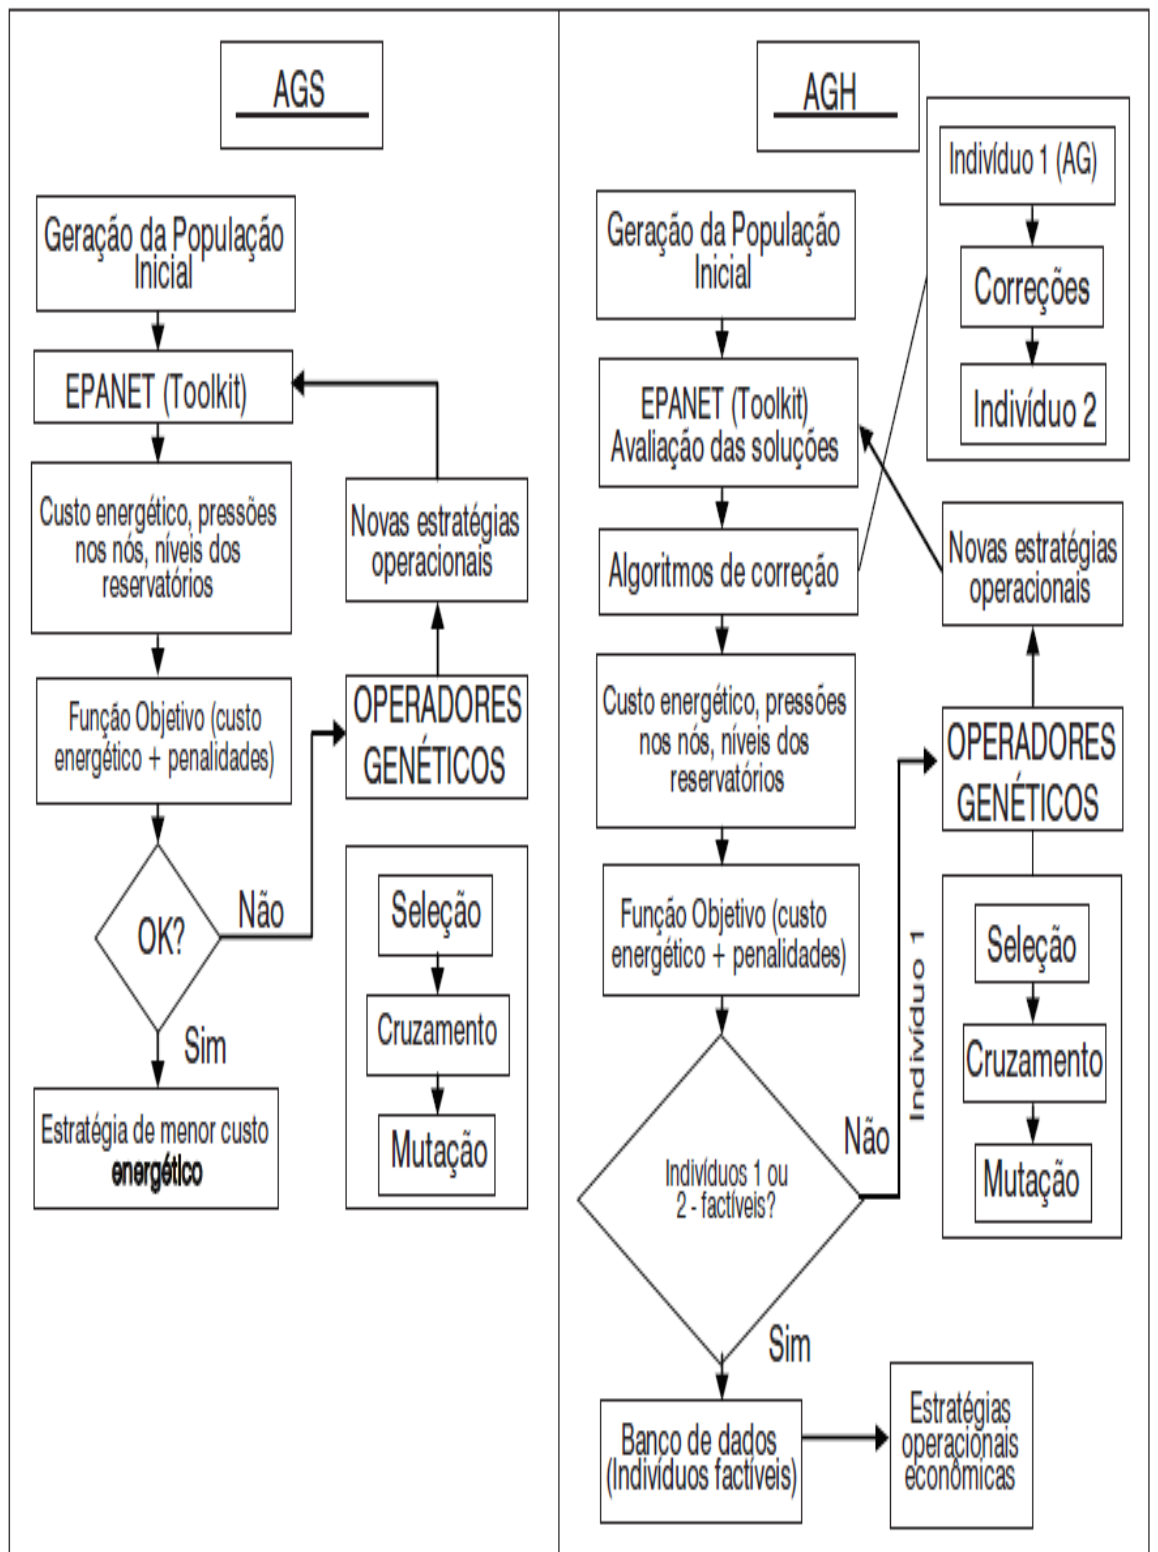 AGS
Geração da População
Inicial
EPANET (Toolkit)
Custo energético, pressões
nos nós, níveis dos
reservatórios
Função Objetivo (custo
energético + penalidades)
OK?
Não
Sim
Estratégia de menor custo
energético
Novas estratégias
operacionais
OPERADORES
GENÉTICOS
Seleção
Cruzamento
Mutação
AGH
Geração da População
Inicial
EPANET (Toolkit)
Avaliação das soluções
Algoritmos de correção
Custo energético, pressões
nos nós, níveis dos
reservatórios
Função Objetivo (custo
energético + penalidades)
Indivíduos 1 ou
2 - factíveis?
Não
Indivíduo 1
Sim
Banco de dados
(Indivíduos factíveis)
Estratégias
operacionais
econômicas
Indivíduo 1 (AG)
Correções
Indivíduo 2
Novas estratégias
operacionais
OPERADORES
GENÉTICOS
Seleção
Cruzamento
Mutação